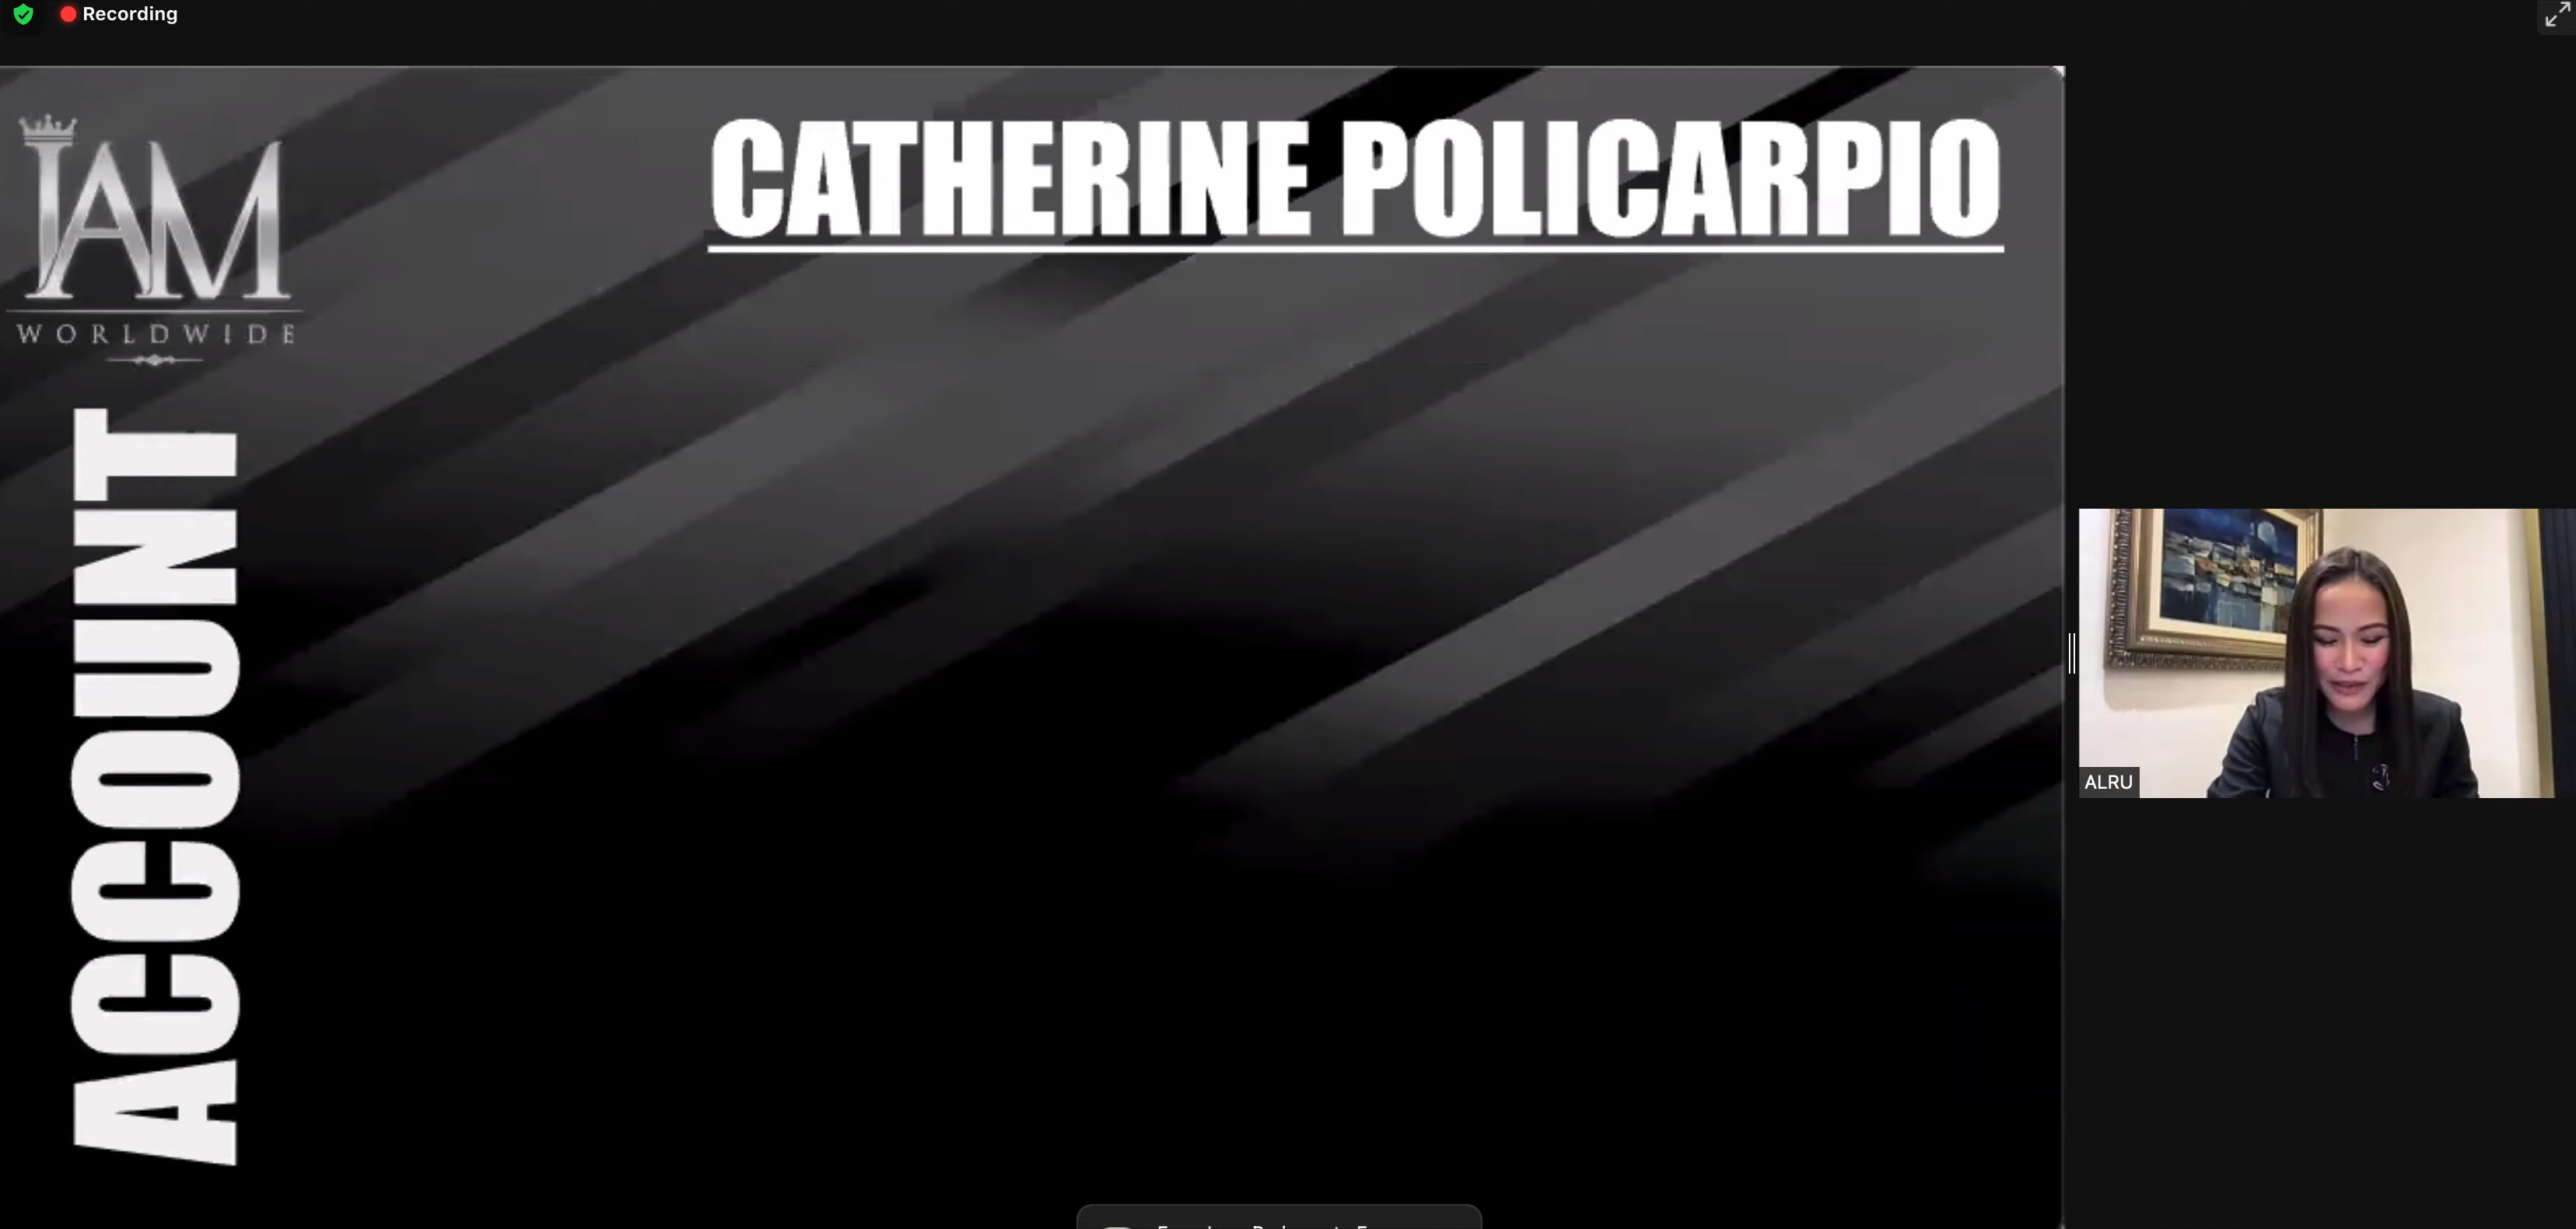 Recording
CATHERINE POLICARPIO
IAM
WORLDWIDE
ACCOUNT
ALRU